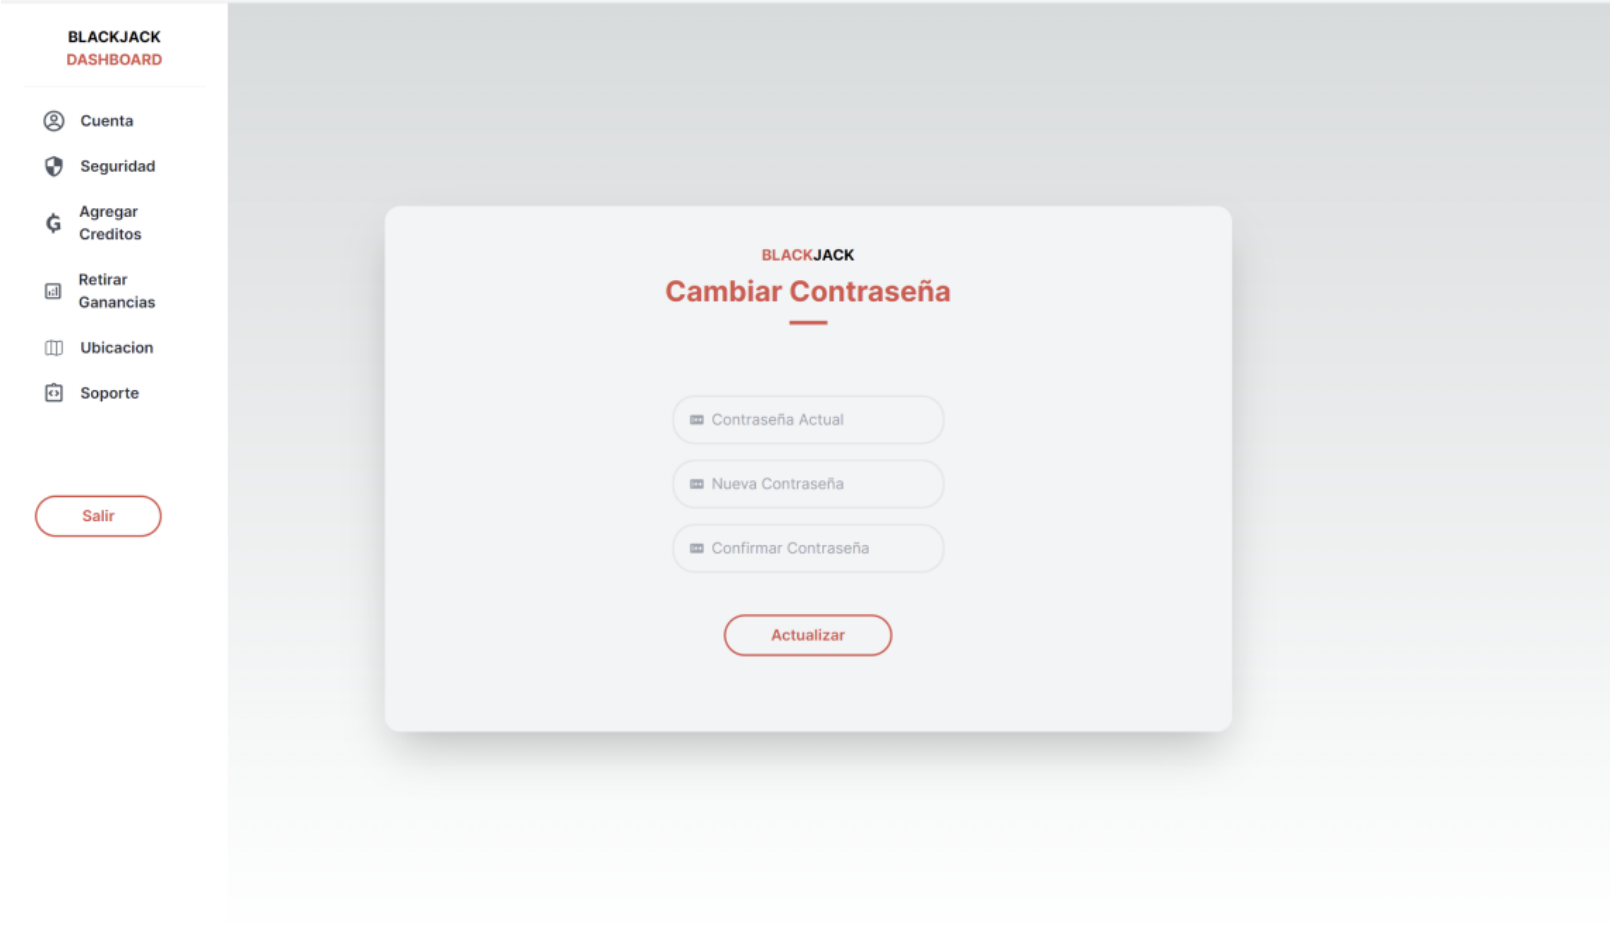 BLACKJACK
DASHBOARD
Cuenta
Seguridad
Agregar
Creditos
Retirar
Ganancias
Ubicacion
Soporte
Salir
BLACKJACK
Cambiar Contraseña
Contraseña Actual
Nueva Contraseña
Confirmar Contraseña
Actualizar